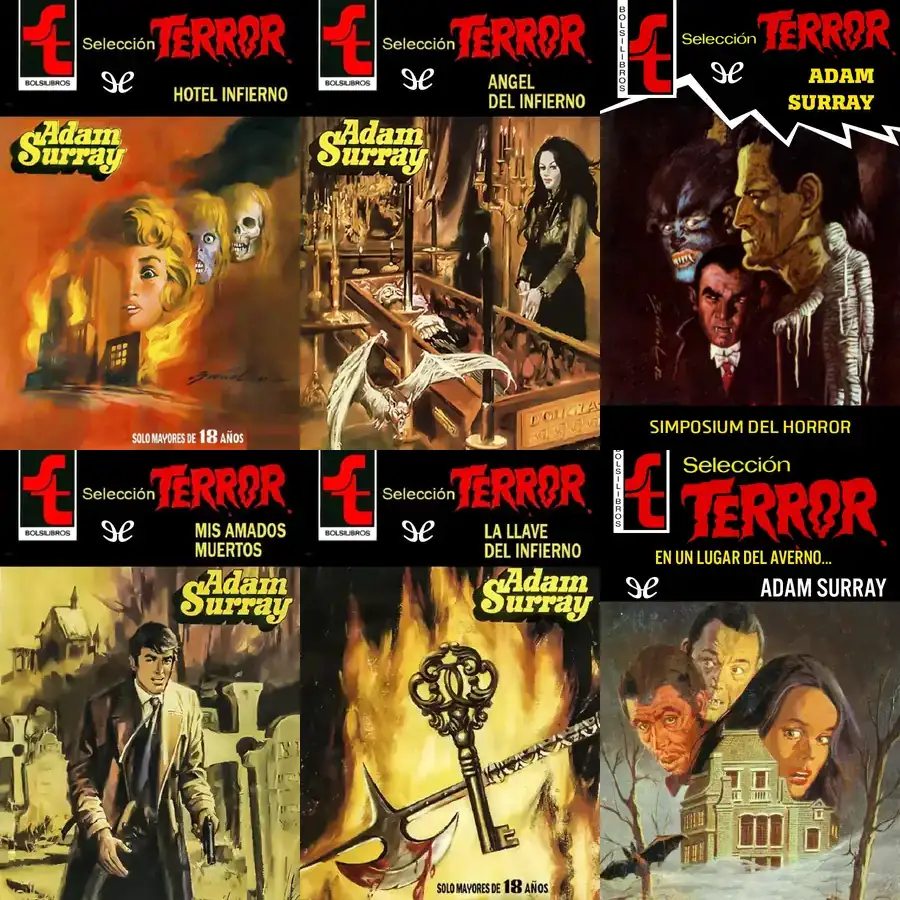 BOLSILIBROS
Selección TERROR
HOTEL INFIERNO
Adam
Surray
SOLO MAYORES DE 18 AÑOS
BOLSILIBROS
Selección TERROR
ANGEL
DEL INFIERNO
Adam
Surray
BOLSILIBROS
Selección TERROR
ADAM
SURRAY
SIMPOSIUM DEL HORROR
BOLSILIBROS
Selección TERROR
MIS AMADOS
MUERTOS
Adam
Surray
BOLSILIBROS
Selección TERROR
LA LLAVE
DEL INFIERNO
Adam
Surray
SOLO MAYORES DE 18 AÑOS
BOLSILIBROS
Selección
TERROR
EN UN LUGAR DEL AVERNO...
ADAM SURRAY